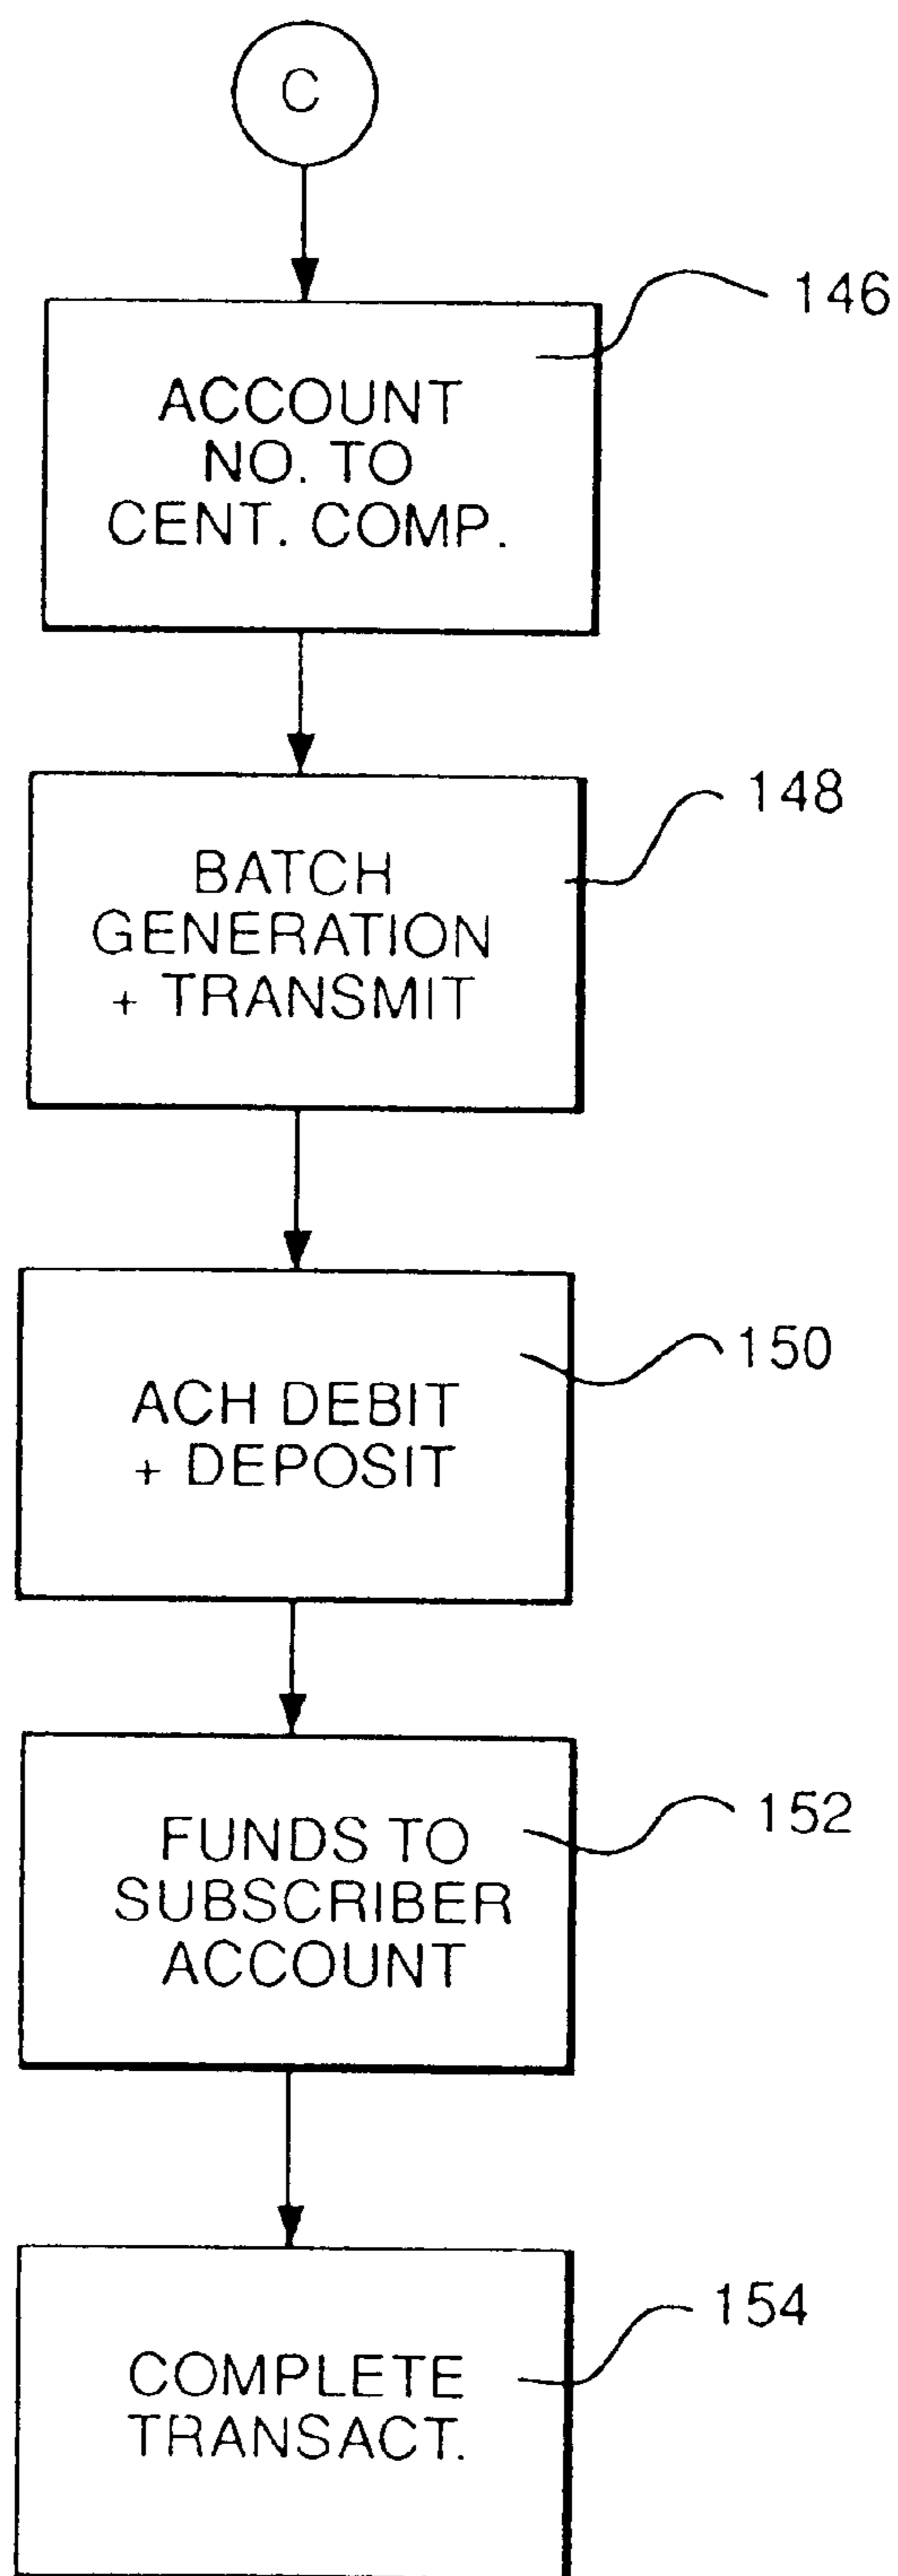 C
146
ACCOUNT
NO. TO
CENT. COMP.
148
BATCH
GENERATION
+ TRANSMIT
150
ACH DEBIT
+ DEPOSIT
152
FUNDS TO
SUBSCRIBER
ACCOUNT
154
COMPLETE
TRANSACT.